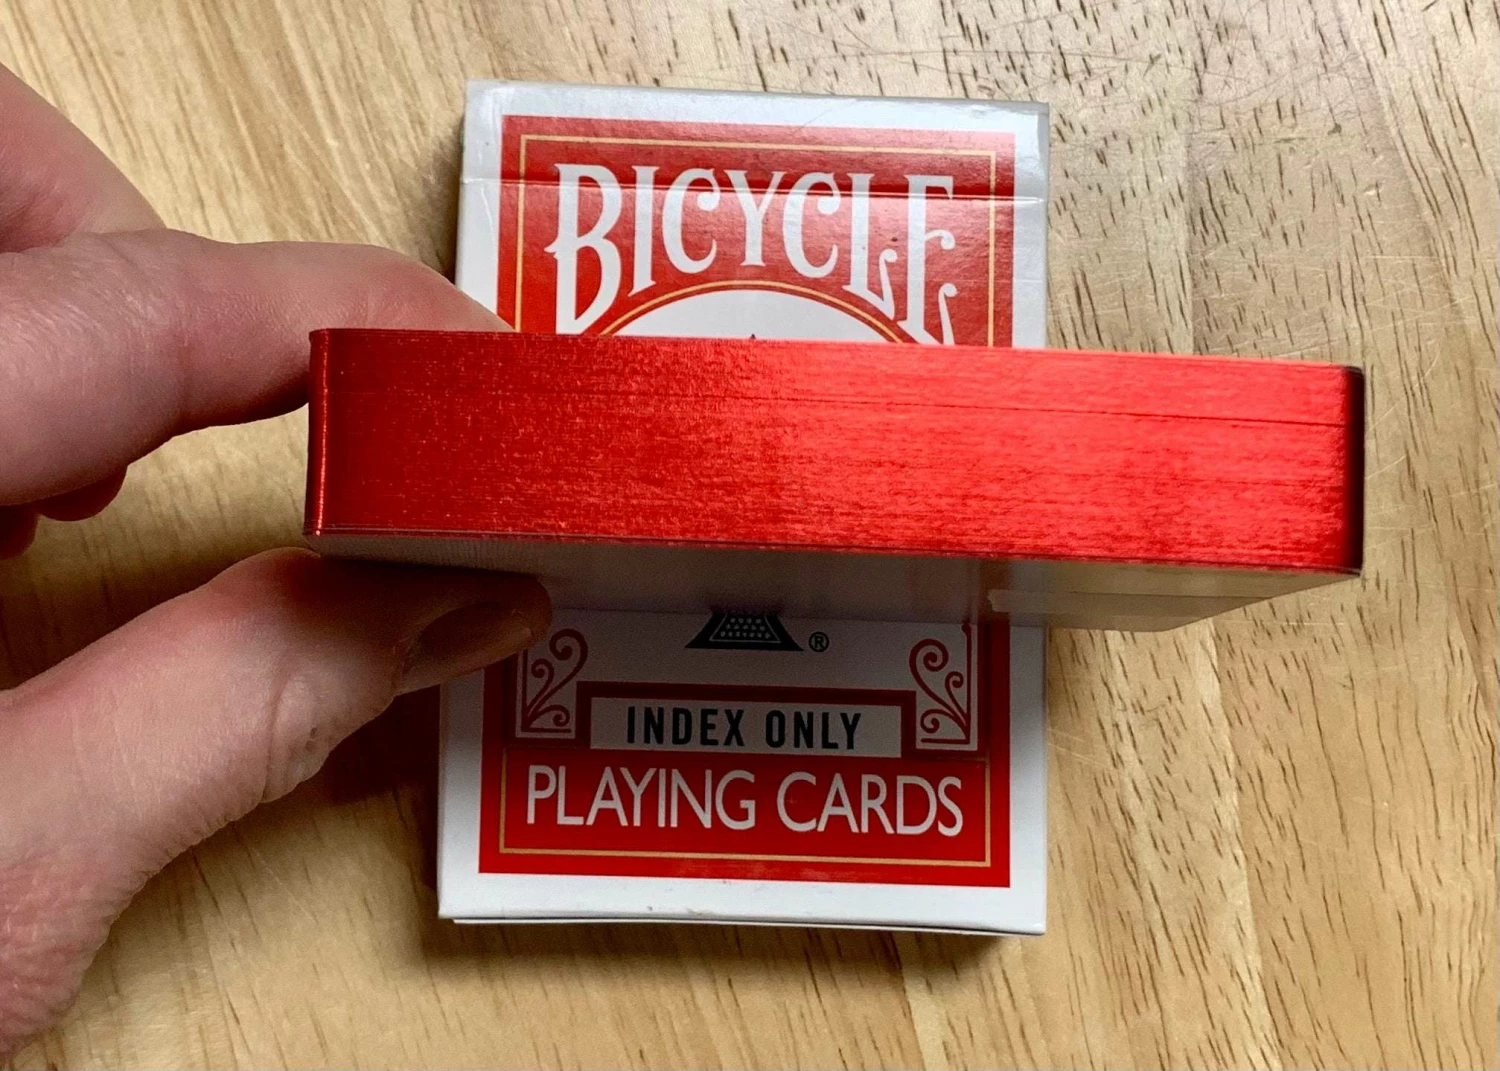 BICYCLE
®
INDEX ONLY
PLAYING CARDS